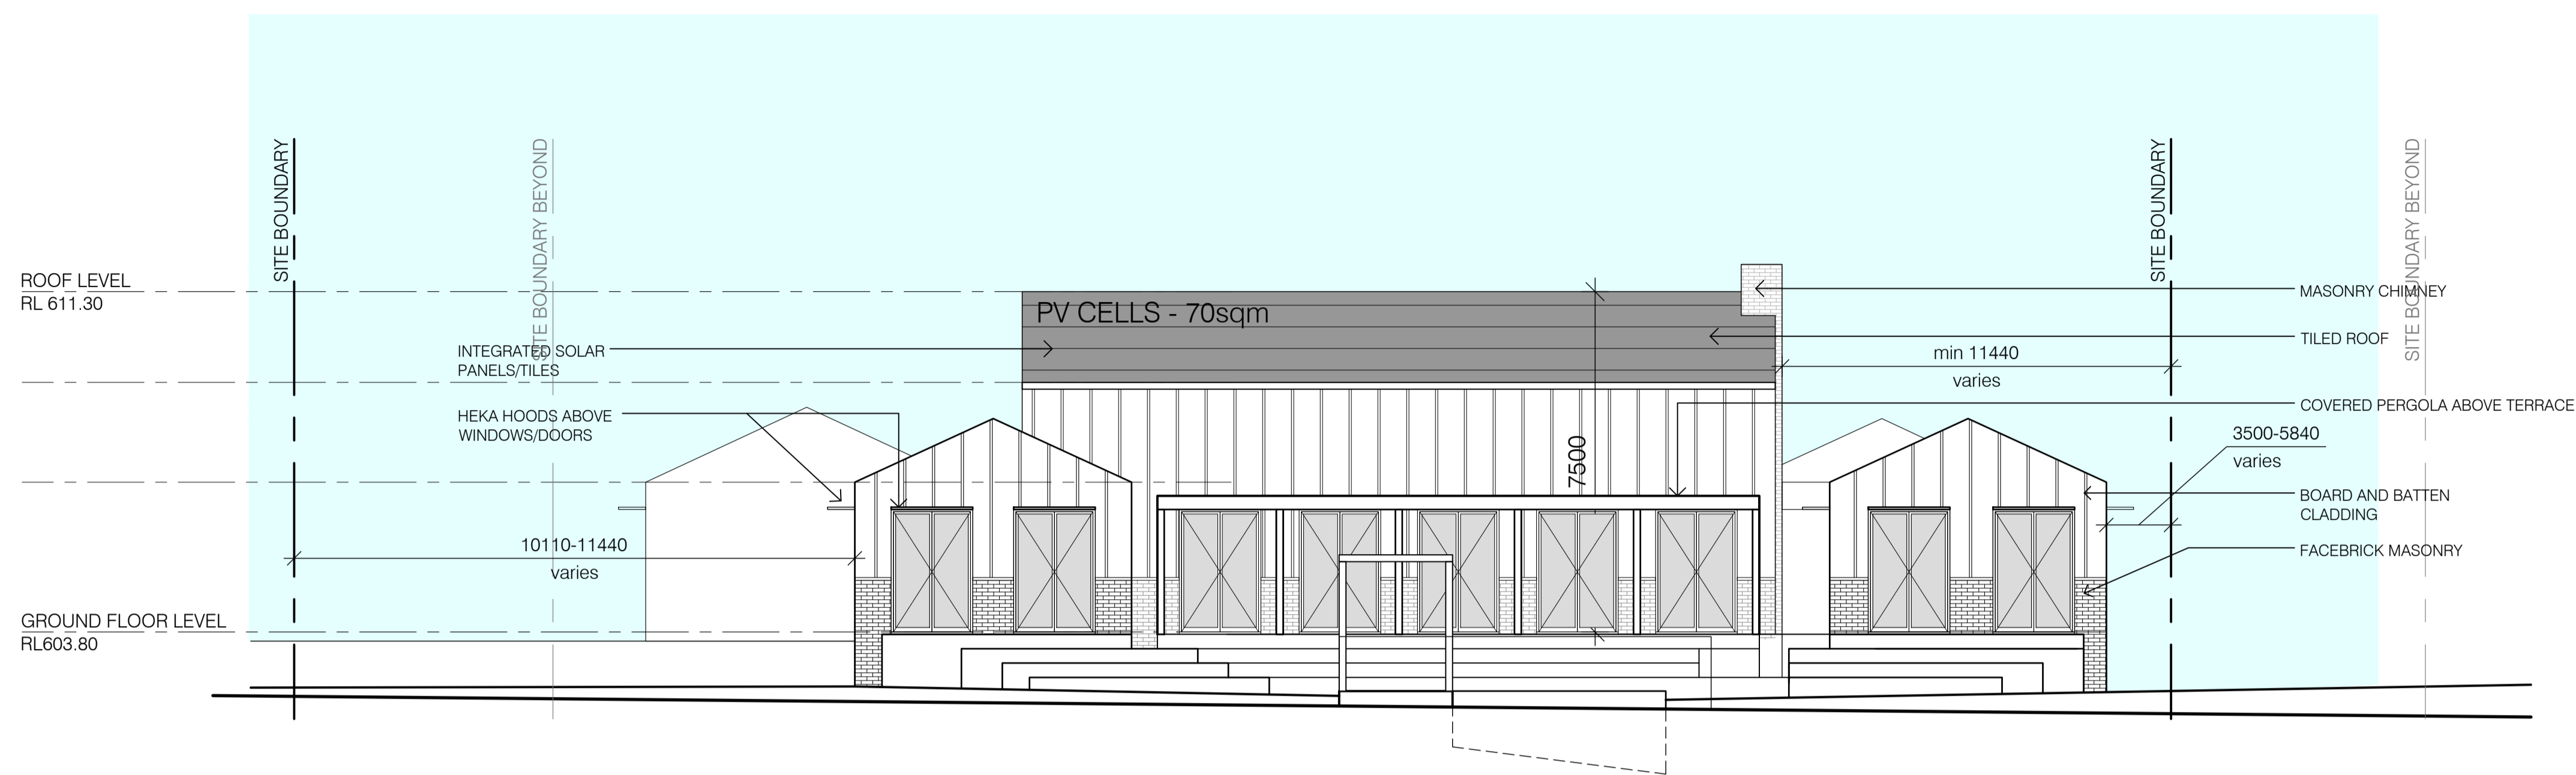 SITE BOUNDARY
SITE BOUNDARY BEYOND
SITE BOUNDARY
SITE BOUNDARY BEYOND
ROOF LEVEL
RL 611.30
MASONRY CHIMNEY
PV CELLS - 70sqm
TILED ROOF
INTEGRATED SOLAR
PANELS/TILES
min 11440
varies
HEKA HOODS ABOVE
WINDOWS/DOORS
COVERED PERGOLA ABOVE TERRACE
3500-5840
varies
7500
BOARD AND BATTEN
CLADDING
10110-11440
varies
FACEBRICK MASONRY
GROUND FLOOR LEVEL
RL603.80